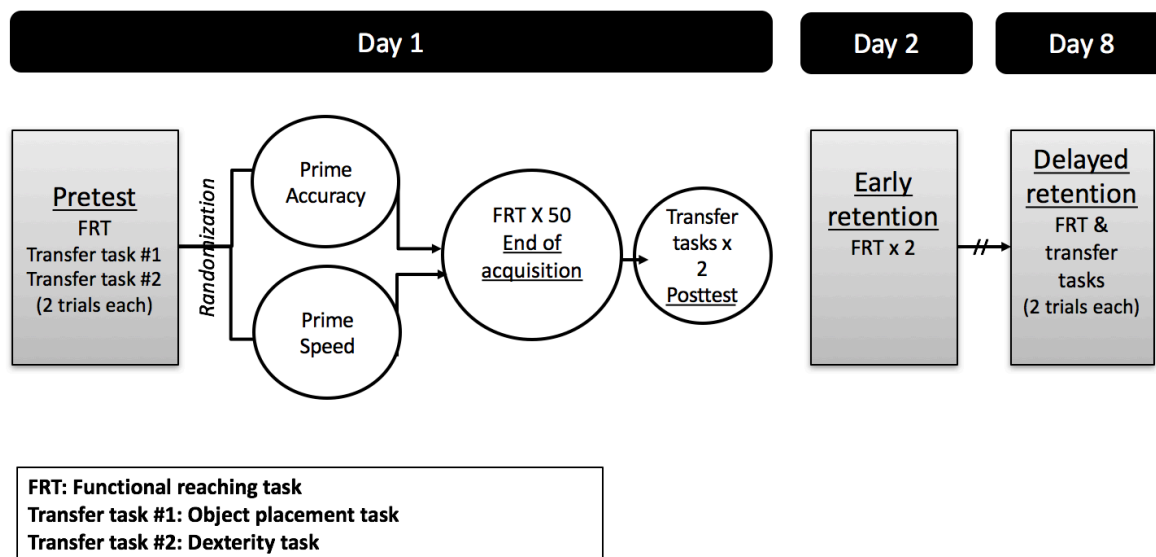 Day 1
Day 2
Day 8
Pretest
FRT
Transfer task #1
Transfer task #2
(2 trials each)
Randomization
Prime
Accuracy
Prime
Speed
FRT X 50
End of
acquisition
Transfer
tasks x
2
Posttest
Early
retention
FRT x 2
Delayed
retention
FRT &
transfer
tasks
(2 trials each)
FRT: Functional reaching task
Transfer task #1: Object placement task
Transfer task #2: Dexterity task